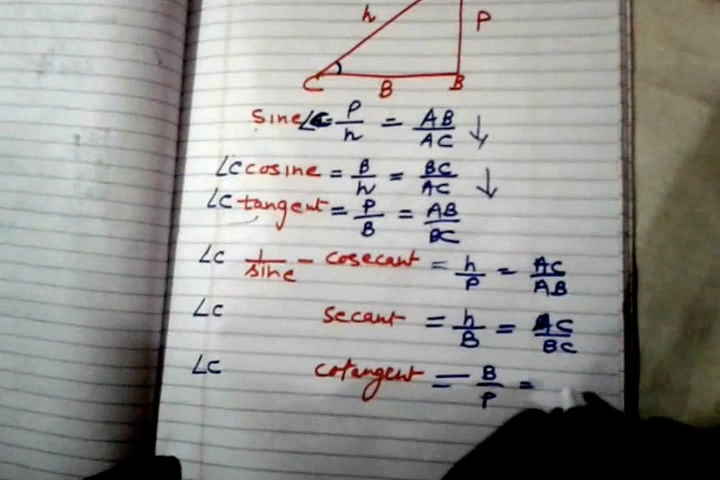 h P
C B B
sine∠C = P/h = AB/AC ↓
∠C cosine = B/h = BC/AC ↓
∠C tangent = P/B = AB/BC
∠C 1/sine - cosecant = h/P = AC/AB
∠C secant = h/B = AC/BC
∠C cotangent = B/P =